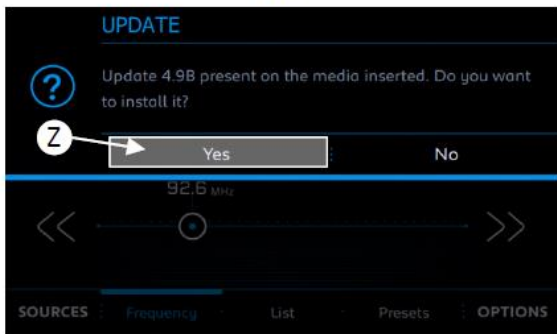 UPDATE
Update 4.9B present on the media inserted. Do you want
to install it?
Z
Yes
No
92.6 MHz
SOURCES
Frequency
List
Presets
OPTIONS